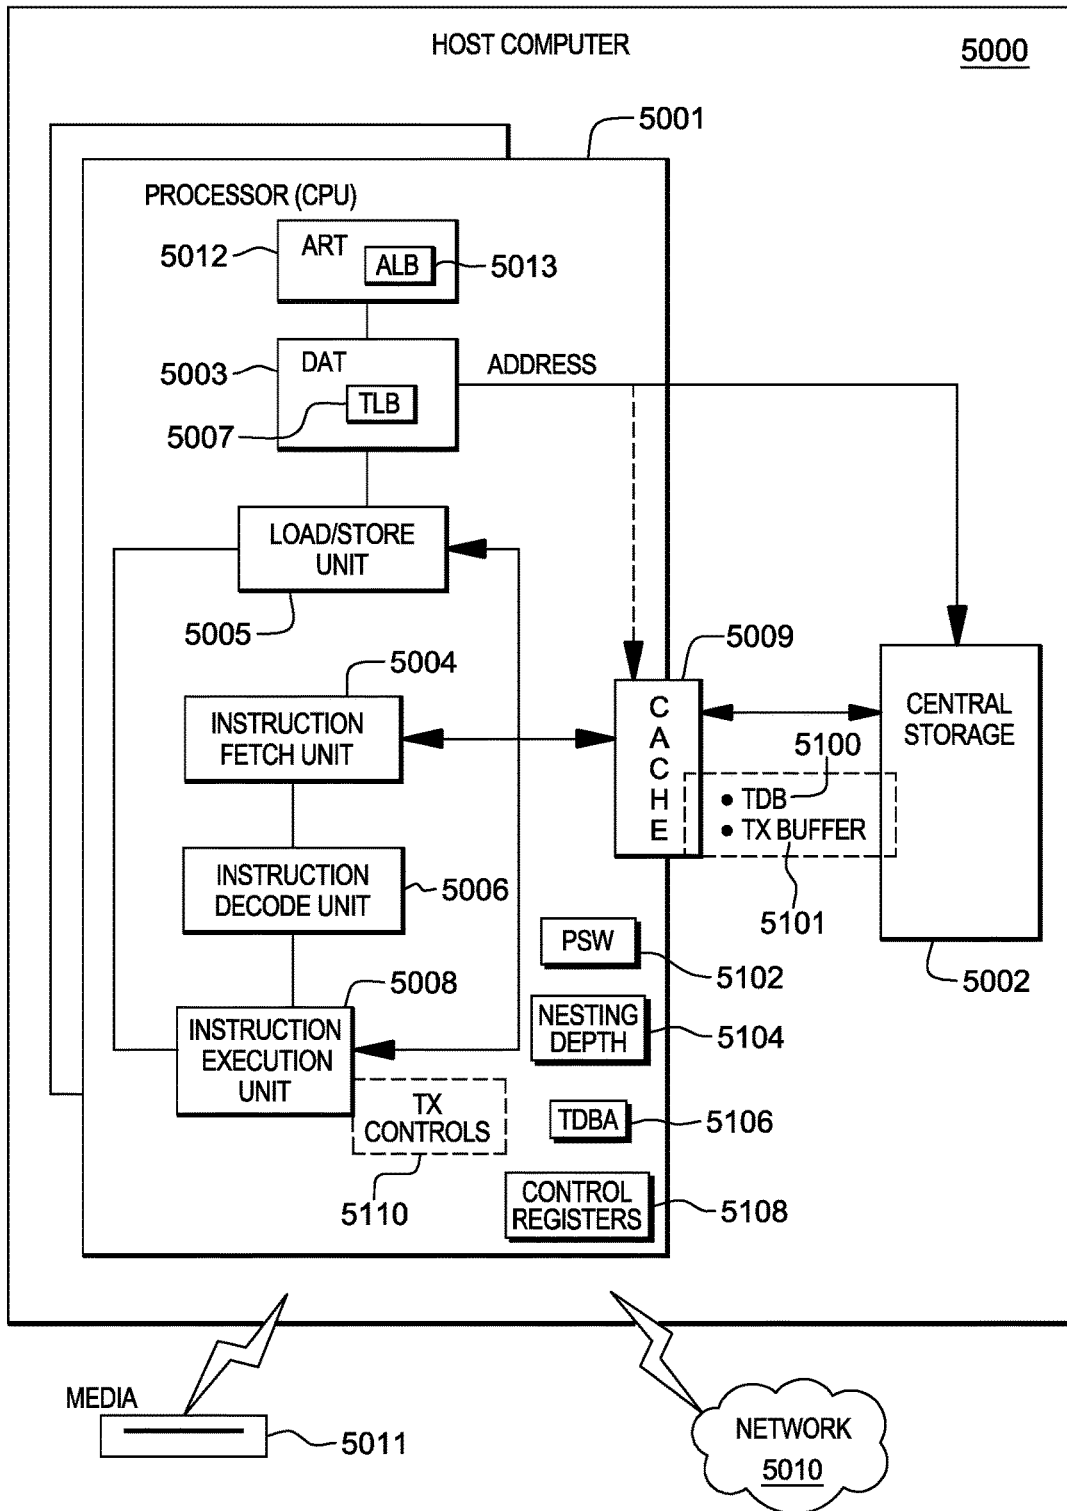 HOST COMPUTER
5000
5001
PROCESSOR (CPU)
ART
5012
ALB
5013
DAT
5003
ADDRESS
TLB
5007
LOAD/STORE
UNIT
5005
5004
5009
INSTRUCTION
FETCH UNIT
CACHE
CENTRAL
STORAGE
5100
• TDB
• TX BUFFER
INSTRUCTION
DECODE UNIT
5006
5101
PSW
5102
5002
5008
INSTRUCTION
EXECUTION
UNIT
NESTING
DEPTH
5104
TX
CONTROLS
TDBA
5106
5110
CONTROL
REGISTERS
5108
MEDIA
5011
NETWORK
5010